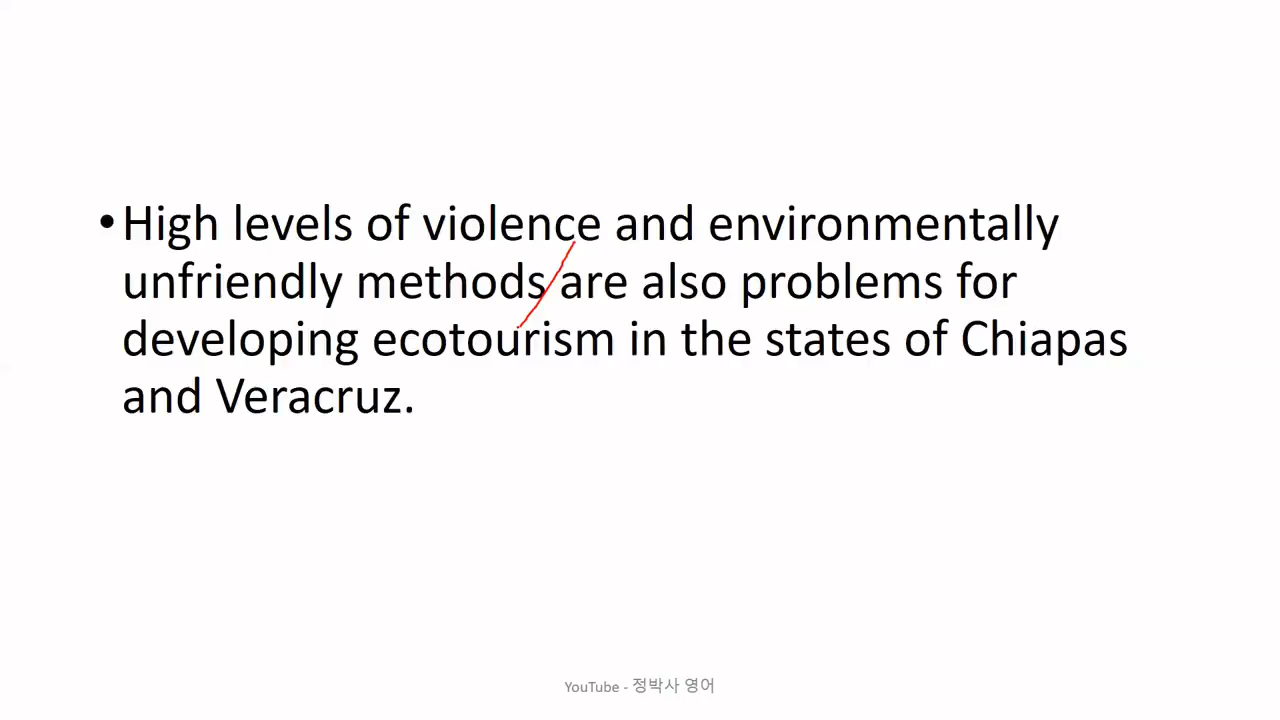 •High levels of violence and environmentally
unfriendly methods are also problems for
developing ecotourism in the states of Chiapas
and Veracruz.
YouTube - 정박사 영어